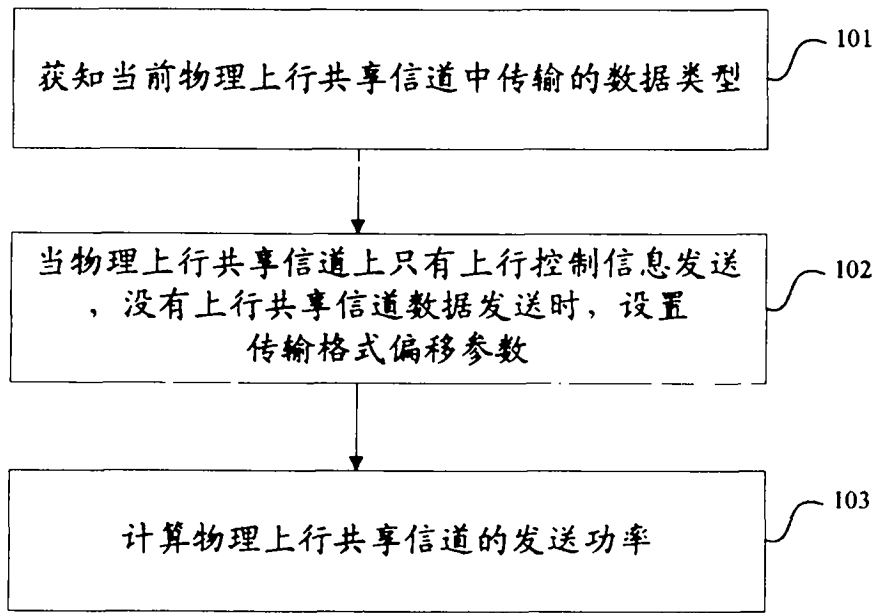 获知当前物理上行共享信道中传输的数据类型
101
当物理上行共享信道上只有上行控制信息发送
，没有上行共享信道数据发送时，设置
传输格式偏移参数
102
计算物理上行共享信道的发送功率
103